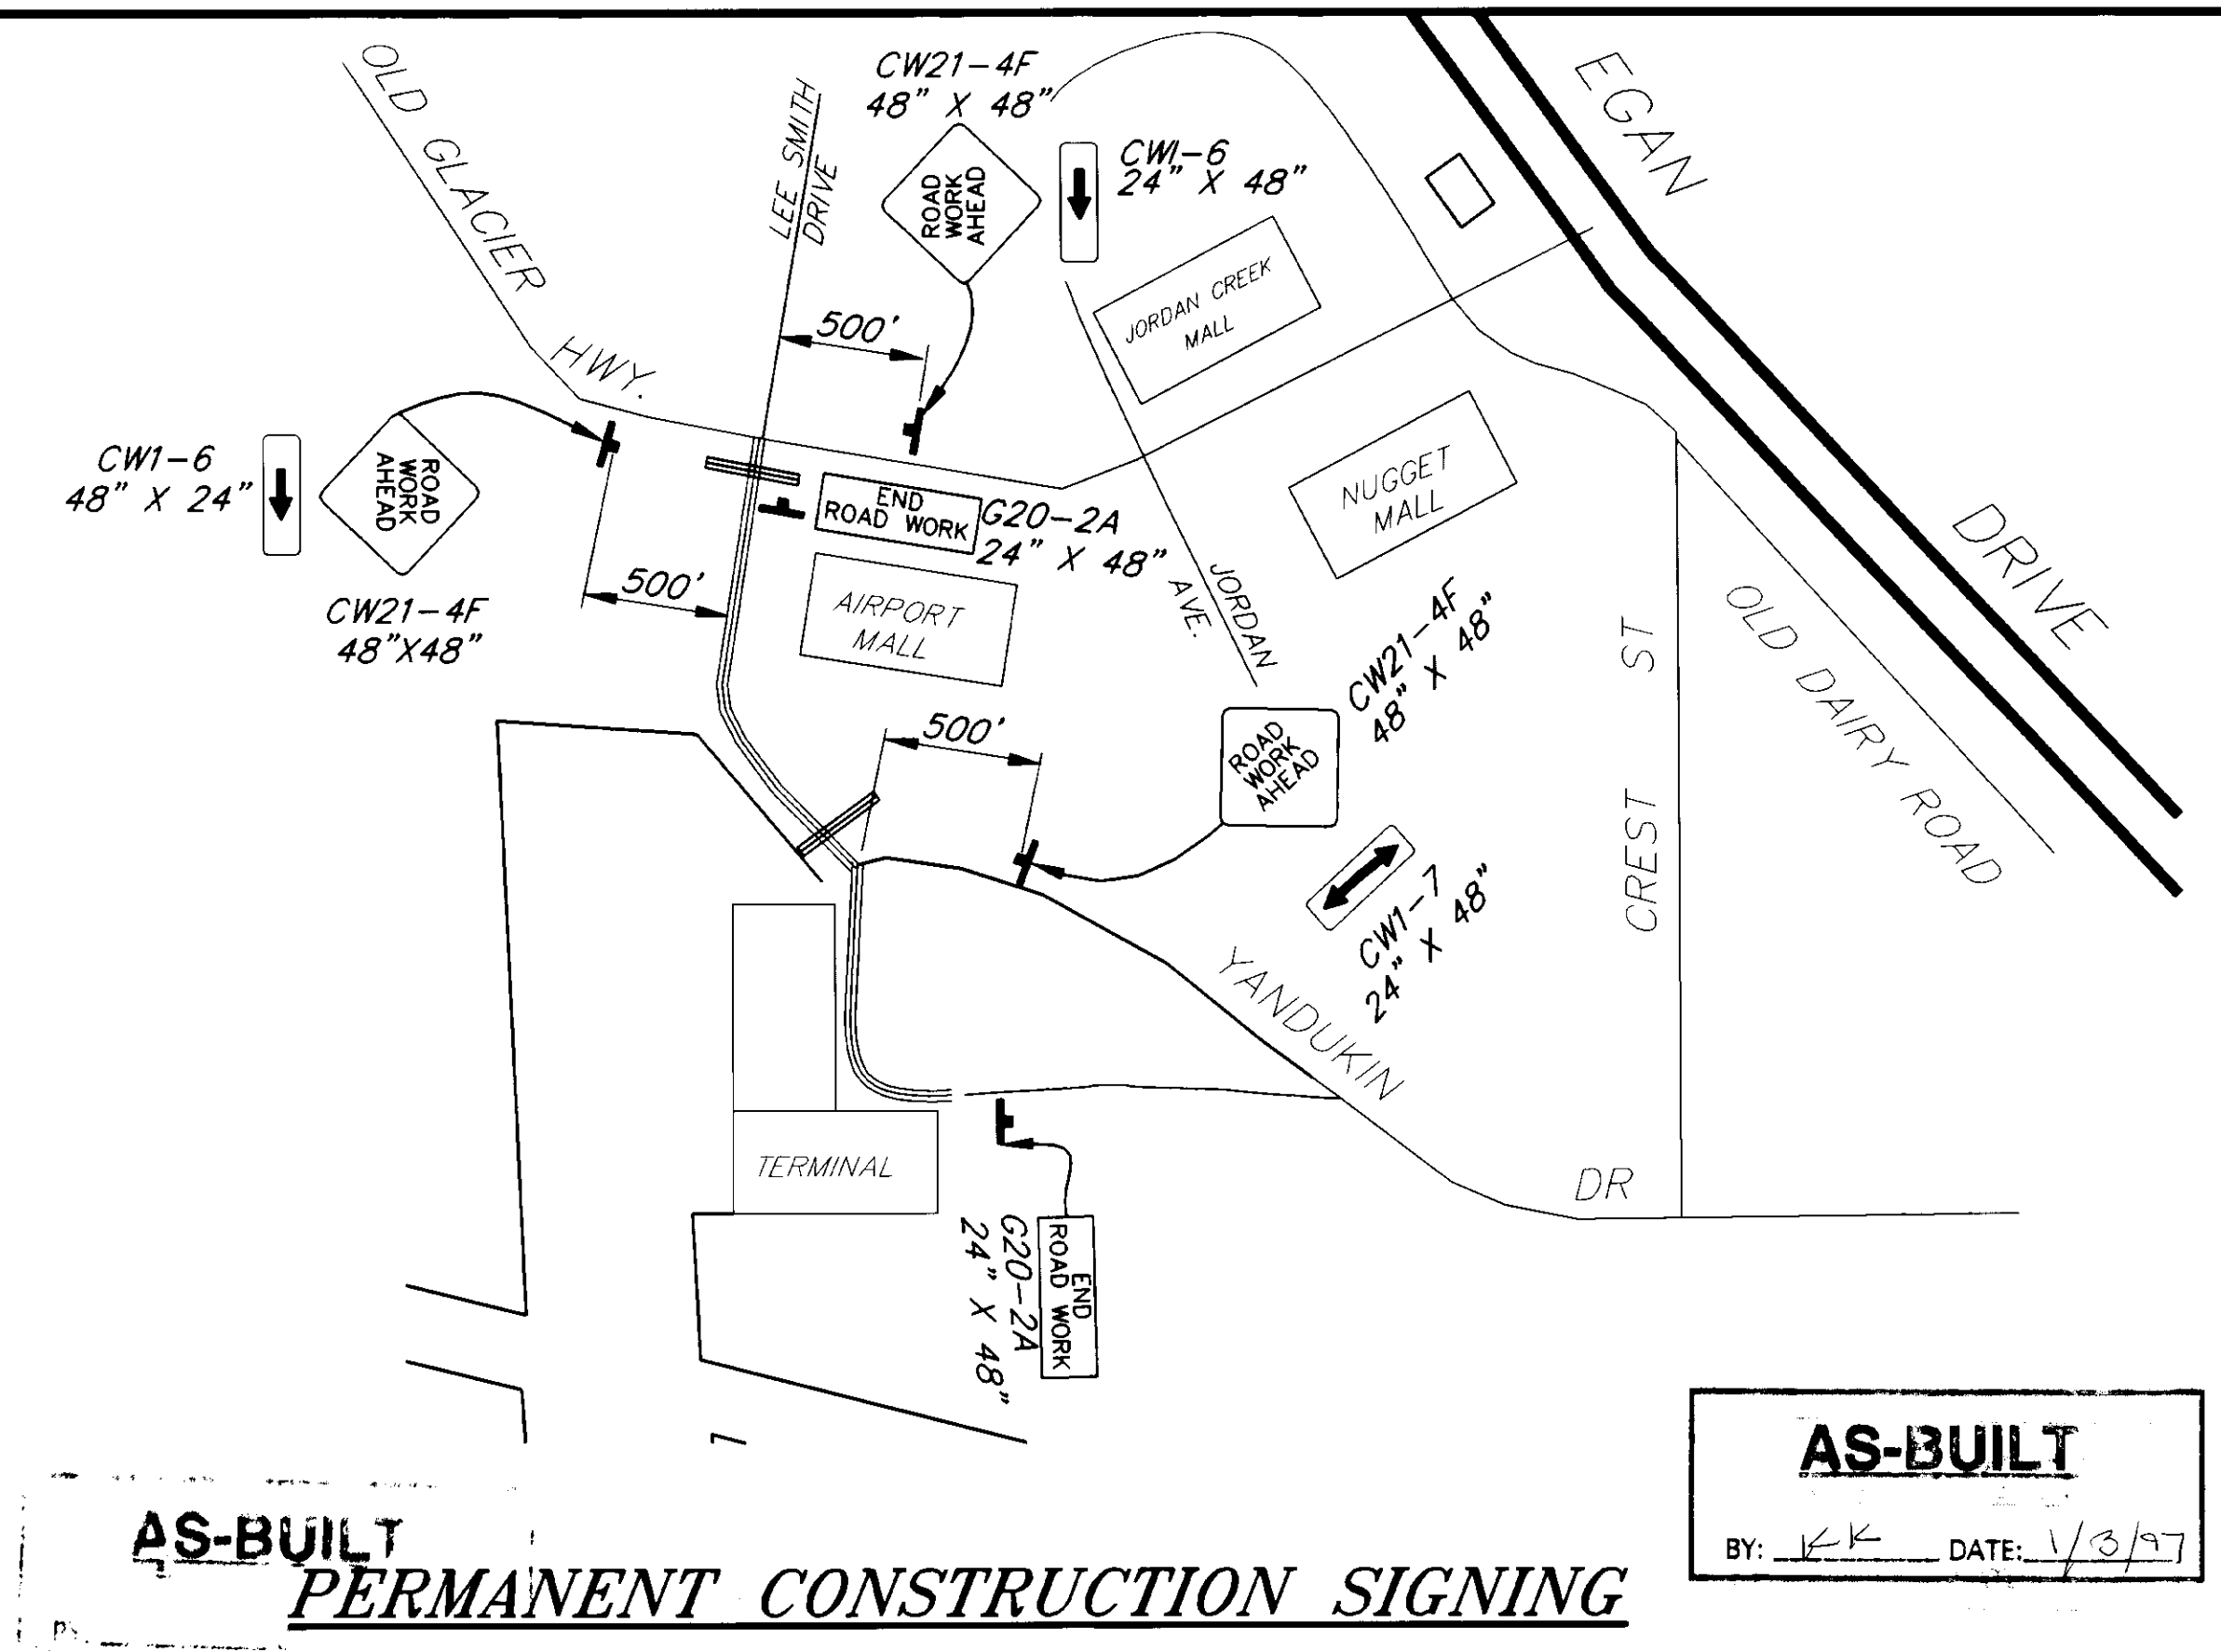 OLD GLACIER
HWY.
LEE SMITH
DRIVE
CW21-4F
48" X 48"
ROAD
WORK
AHEAD
CW1-6
24" X 48"
EGAN
DRIVE
JORDAN CREEK
MALL
500'
CW1-6
48" X 24"
ROAD
WORK
AHEAD
CW21-4F
48"X48"
500'
END
ROAD WORK
G20-2A
24" X 48"
AIRPORT
MALL
NUGGET
MALL
JORDAN
AVE.
CW21-4F
48" X 48"
ROAD
WORK
AHEAD
500'
CW1-7
24" X 48"
CREST ST
OLD DAIRY ROAD
YANDUKIN
DR
TERMINAL
END
ROAD WORK
G20-2A
24" X 48"
AS-BUILT
BY: KK DATE: 1/3/97
AS-BUILT
PERMANENT CONSTRUCTION SIGNING